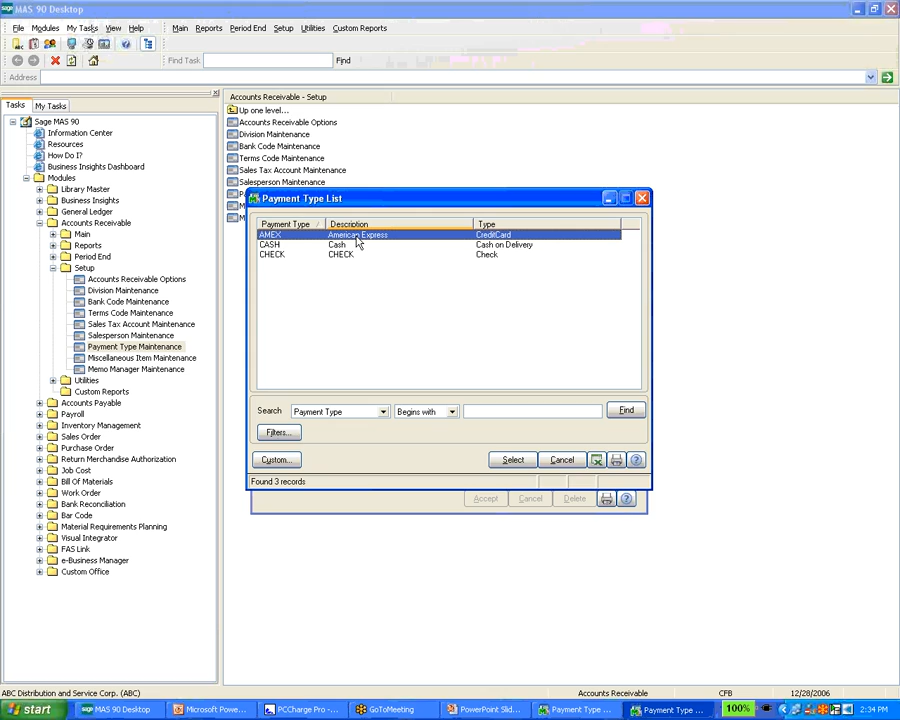 sage MAS 90 Desktop
File Modules My Tasks View Help Main Reports Period End Setup Utilities Custom Reports
Find Task Find
Address
Tasks My Tasks
Sage MAS 90
Information Center
Resources
How Do I?
Business Insights Dashboard
Modules
Library Master
Business Insights
General Ledger
Accounts Receivable
Main
Reports
Period End
Setup
Accounts Receivable Options
Division Maintenance
Bank Code Maintenance
Terms Code Maintenance
Sales Tax Account Maintenance
Salesperson Maintenance
Payment Type Maintenance
Miscellaneous Item Maintenance
Memo Manager Maintenance
Utilities
Custom Reports
Accounts Payable
Payroll
Inventory Management
Sales Order
Purchase Order
Return Merchandise Authorization
Job Cost
Bill Of Materials
Work Order
Bank Reconciliation
Bar Code
Material Requirements Planning
Visual Integrator
FAS Link
e-Business Manager
Custom Office
Accounts Receivable - Setup
Up one level...
Accounts Receivable Options
Division Maintenance
Bank Code Maintenance
Terms Code Maintenance
Sales Tax Account Maintenance
Salesperson Maintenance
Payment Type List
Payment Type Description Type
AMEX American Express CreditCard
CASH Cash Cash on Delivery
CHECK CHECK Check
Search Payment Type Begins with Find
Filters...
Custom... Select Cancel
Found 3 records
Accept Cancel Delete
ABC Distribution and Service Corp. (ABC) Accounts Receivable CFB 12/28/2006
start MAS 90 Desktop Microsoft Powe... PCCharge Pro -... GoToMeeting PowerPoint Slid... Payment Type ... Payment Type ... 100% 2:34 PM